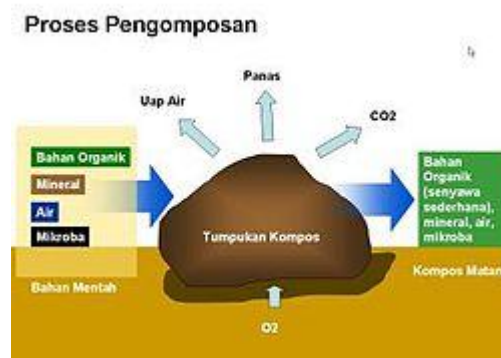 Proses Pengomposan
Panas
Uap Air
CO2
Bahan Organik
Mineral
Air
Mikroba
Bahan Mentah
Tumpukan Kompos
O2
Bahan
Organik
(senyawa
sederhana),
mineral, air,
mikroba
Kompos Matan